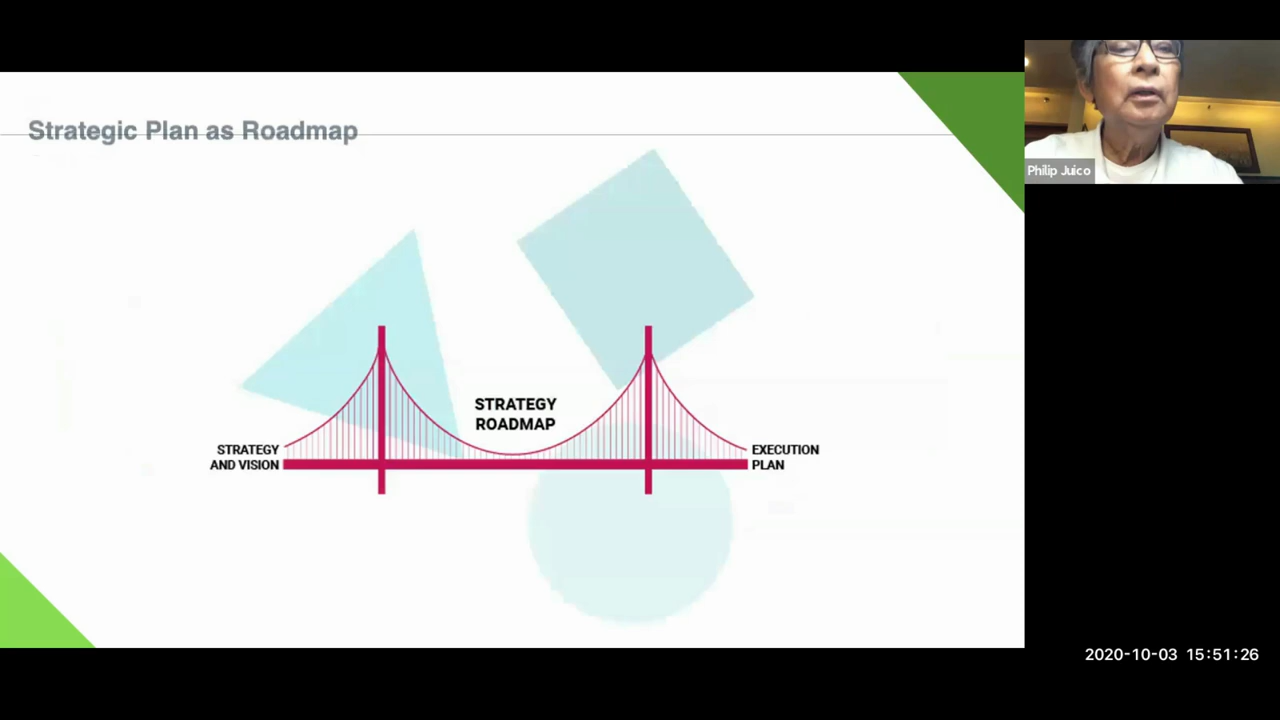 Strategic Plan as Roadmap
Philip Juico
STRATEGY
ROADMAP
STRATEGY
AND VISION
EXECUTION
PLAN
2020-10-03 15:51:26